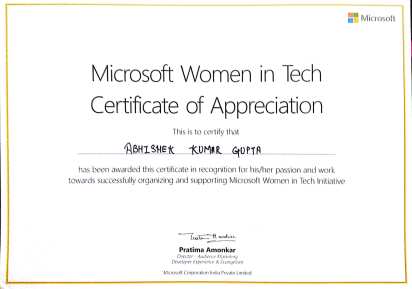 Microsoft
Microsoft Women in Tech
Certificate of Appreciation
This is to certify that
ABHISHEK KUMAR GUPTA
has been awarded this certificate in recognition for his/her passion and work
towards successfully organizing and supporting Microsoft Women in Tech Initiative
Pratima Amonkar
Director - Audience Marketing
Developer Experience & Evangelism
Microsoft Corporation India Private Limited